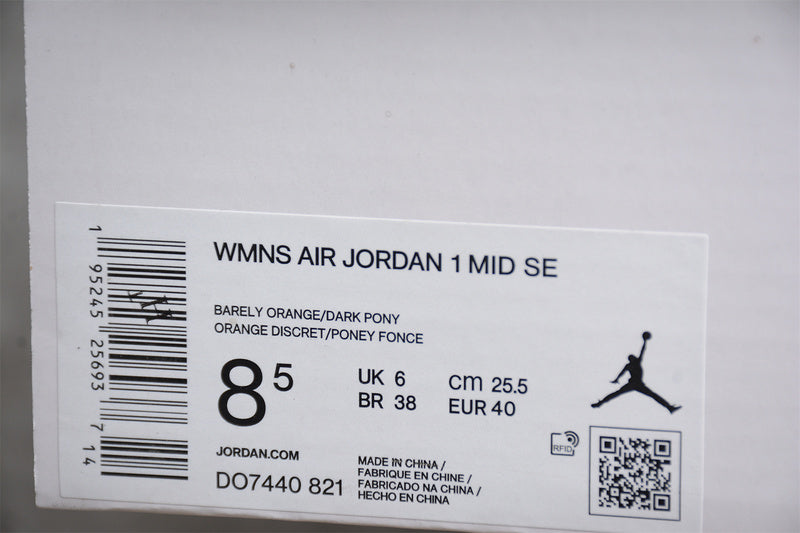 WMNS AIR JORDAN 1 MID SE
BARELY ORANGE/DARK PONY
ORANGE DISCRET/PONEY FONCE
8 5
UK 6
BR 38
cm 25.5
EUR 40
JORDAN.COM
DO7440 821
MADE IN CHINA /
FABRIQUE EN CHINE /
FABRICADO NA CHINA /
HECHO EN CHINA
RFID
1 95245 25693 7 14